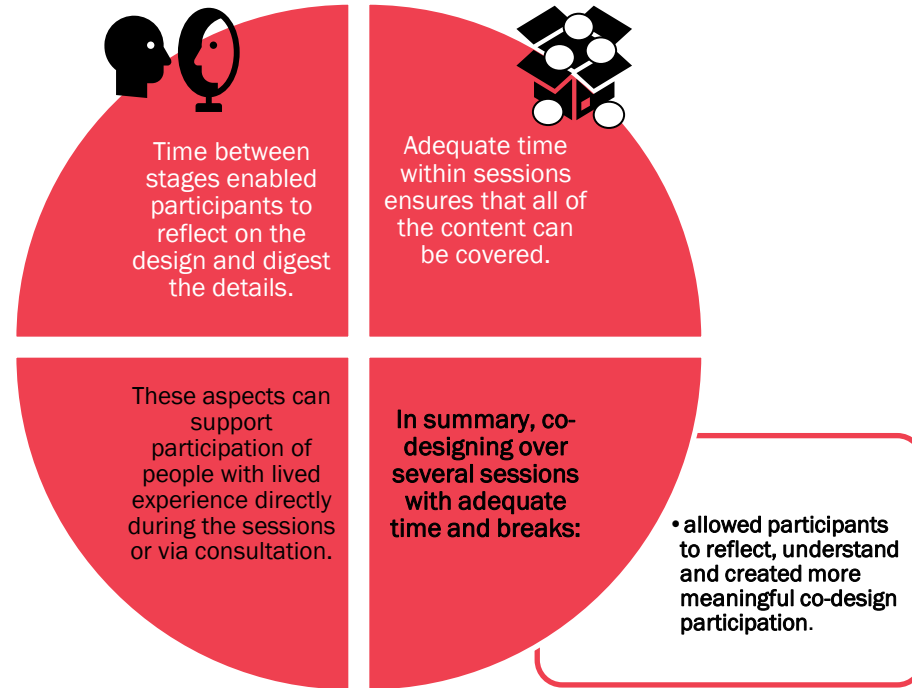 Time between
stages enabled
participants to
reflect on the
design and digest
the details.
Adequate time
within sessions
ensures that all of
the content can
be covered.
These aspects can
support
participation of
people with lived
experience directly
during the sessions
or via consultation.
In summary, co-
designing over
several sessions
with adequate
time and breaks:
• allowed participants
to reflect, understand
and created more
meaningful co-design
participation.